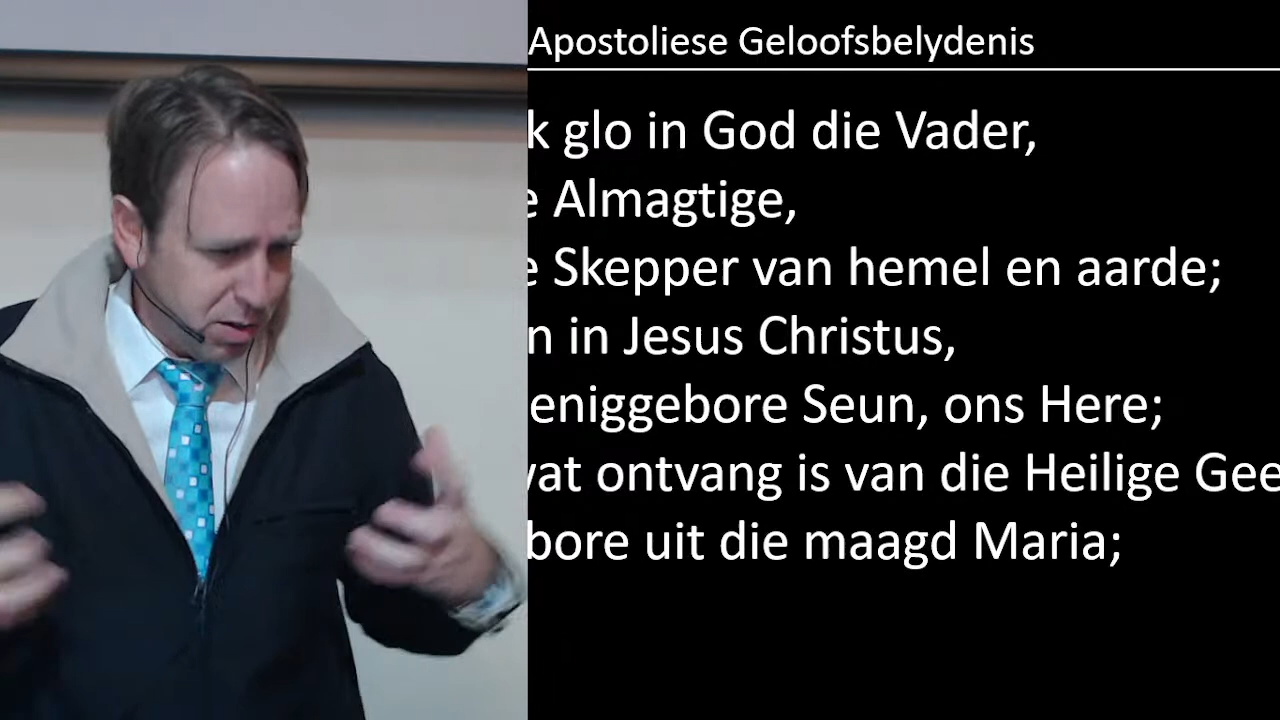 Apostoliese Geloofsbelydenis
k glo in God die Vader,
e Almagtige,
e Skepper van hemel en aarde;
n in Jesus Christus,
eniggebore Seun, ons Here;
wat ontvang is van die Heilige Gee
bore uit die maagd Maria;